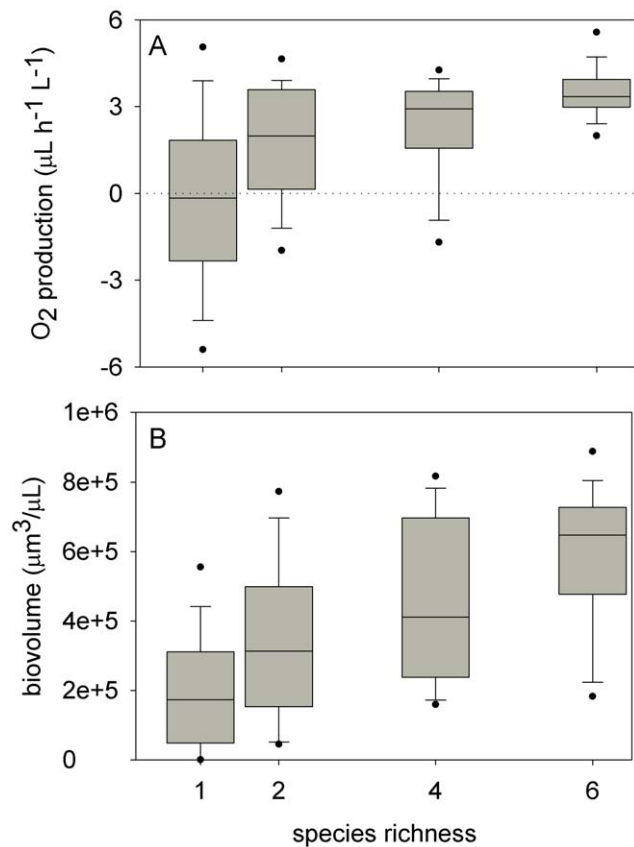 A
6
3
0
-3
-6
O₂ production (μL h⁻¹ L⁻¹)
B
1e+6
8e+5
6e+5
4e+5
2e+5
0
biovolume (μm³/μL)
1 2 4 6
species richness